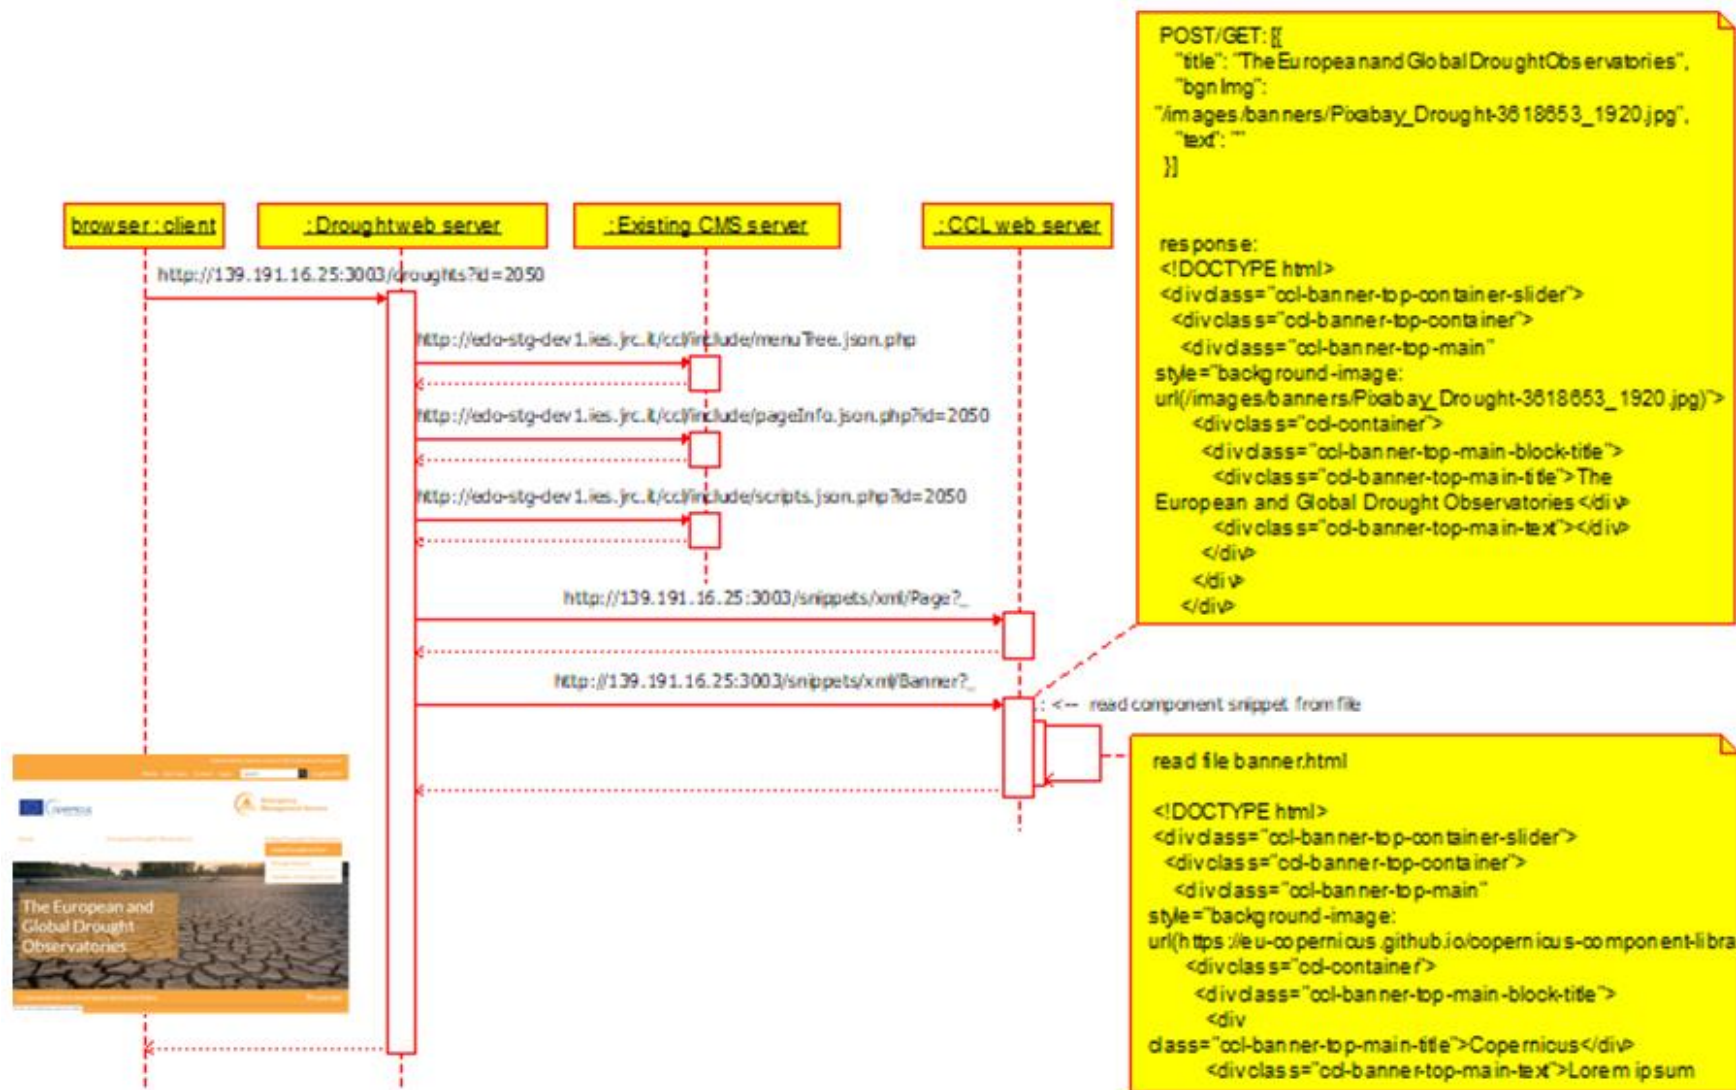 POST/GET: [{
"title": "The European and Global Drought Observatories",
"bgnImg":
"/images/banners/Pixabay_Drought-3618653_1920.jpg",
"text": ""
}]
response:
<!DOCTYPE html>
<div class="ccl-banner-top-container-slider">
<div class="ccl-banner-top-container">
<div class="ccl-banner-top-main"
style="background-image:
url(/images/banners/Pixabay_Drought-3618653_1920.jpg)">
<div class="ccl-container">
<div class="ccl-banner-top-main-block-title">
<div class="ccl-banner-top-main-title">The
European and Global Drought Observatories</div>
<div class="ccl-banner-top-main-text"></div>
</div>
</div>
</div>
browser : client
: Drought web server
: Existing CMS server
: CCL web server
http://139.191.16.25:3003/droughts?id=2050
http://edo-stg-dev1.ies.jrc.it/ccl/include/menuTree.json.php
http://edo-stg-dev1.ies.jrc.it/ccl/include/pageInfo.json.php?id=2050
http://edo-stg-dev1.ies.jrc.it/ccl/include/scripts.json.php?id=2050
http://139.191.16.25:3003/snippets/xml/Page?_
http://139.191.16.25:3003/snippets/xml/Banner?_
: <-- read component snippet from file
read file banner.html
<!DOCTYPE html>
<div class="ccl-banner-top-container-slider">
<div class="ccl-banner-top-container">
<div class="ccl-banner-top-main"
style="background-image:
url(https://eu-copernicus.github.io/copernicus-component-libra
<div class="ccl-container">
<div class="ccl-banner-top-main-block-title">
<div
class="ccl-banner-top-main-title">Copernicus</div>
<div class="ccl-banner-top-main-text">Lorem ipsum
opernicus
Emergency
Management Service
The European and
Global Drought
Observatories